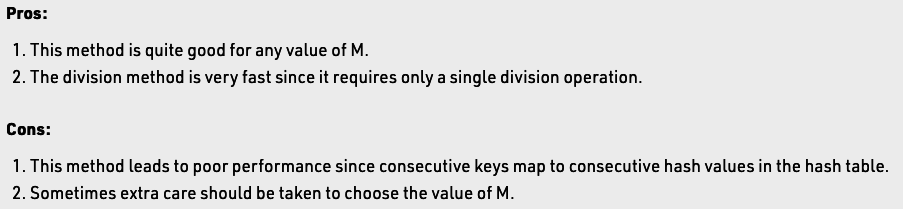 Pros:
1. This method is quite good for any value of M.
2. The division method is very fast since it requires only a single division operation.
Cons:
1. This method leads to poor performance since consecutive keys map to consecutive hash values in the hash table.
2. Sometimes extra care should be taken to choose the value of M.